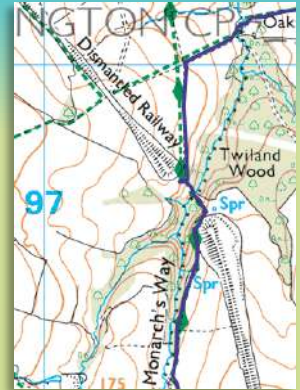 NGTON CP
Oak
Dismantled Railway
Twiland
Wood
97
Spr
Spr
Monarch's Way
175